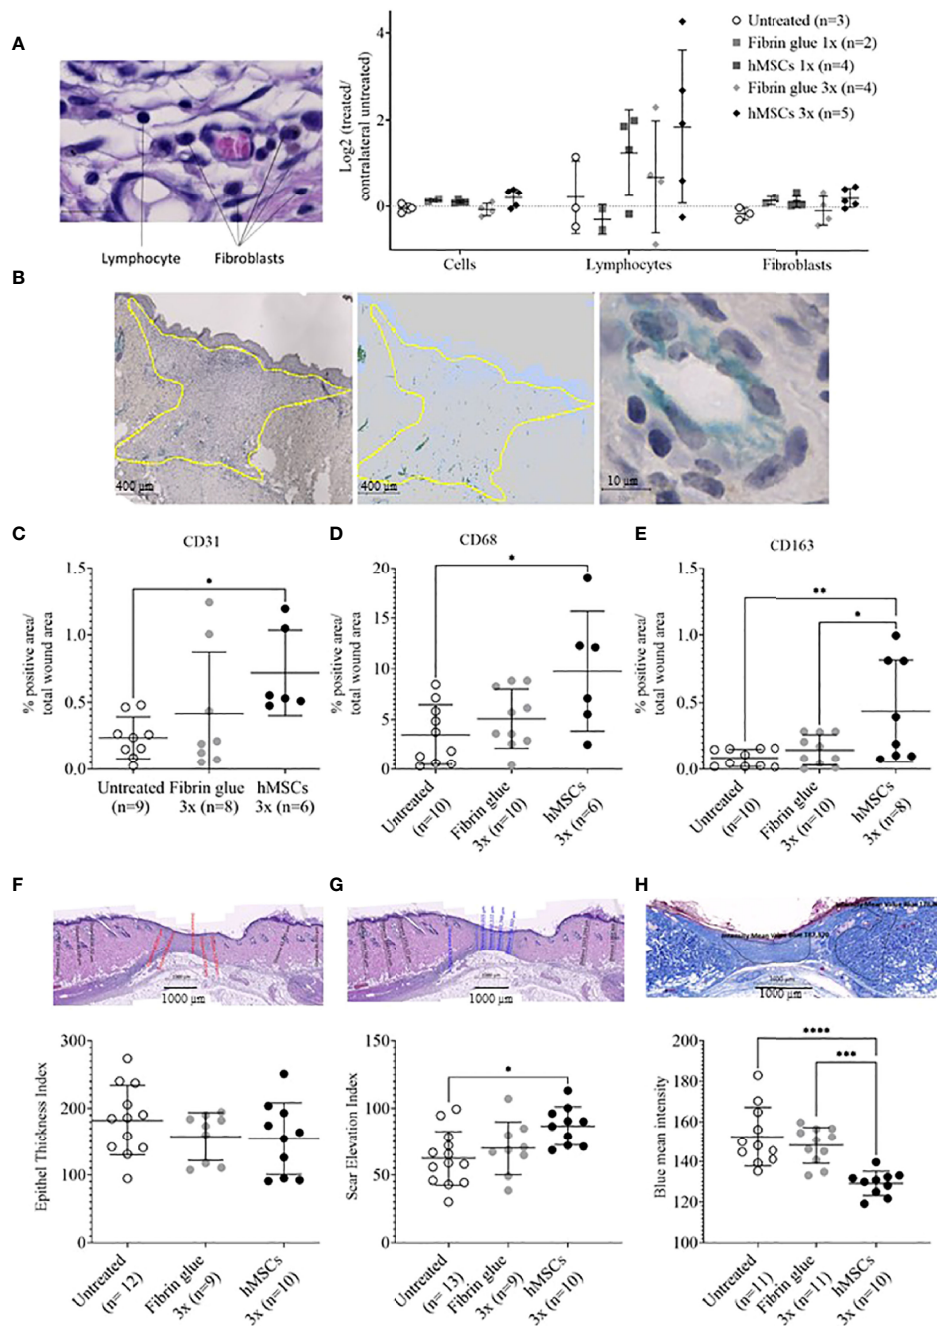 A
Lymphocyte
Fibroblasts
Log2 (treated/
contralateral untreated)
4
2
0
Untreated (n=3)
Fibrin glue 1x (n=2)
hMSCs 1x (n=4)
Fibrin glue 3x (n=4)
hMSCs 3x (n=5)
Cells
Lymphocytes
Fibroblasts
B
400 µm
400 µm
10 µm
C
CD31
% positive area/
total wound area
1.5
1.0
0.5
0.0
*
Untreated
(n=9)
Fibrin glue
3x (n=8)
hMSCs
3x (n=6)
D
CD68
% positive area/
total wound area
20
15
10
5
0
*
Untreated
(n=10)
Fibrin glue
3x (n=10)
hMSCs
3x (n=6)
E
CD163
% positive area/
total wound area
1.5
1.0
0.5
0.0
**
*
Untreated
(n=10)
Fibrin glue
3x (n=10)
hMSCs
3x (n=8)
F
1000 µm
Epithel Thickness Index
300
200
150
100
0
Untreated
(n= 12)
Fibrin glue
3x (n=9)
hMSCs
3x (n=10)
G
1000 µm
Scar Elevation Index
150
100
50
0
*
Untreated
(n= 13)
Fibrin glue
3x (n=9)
hMSCs
3x (n=10)
H
Intensity Mean Value Blue
1000 µm
Blue mean intensity
200
180
160
140
120
100
****
***
Untreated
(n=11)
Fibrin glue
3x (n=11)
hMSCs
3x (n=10)